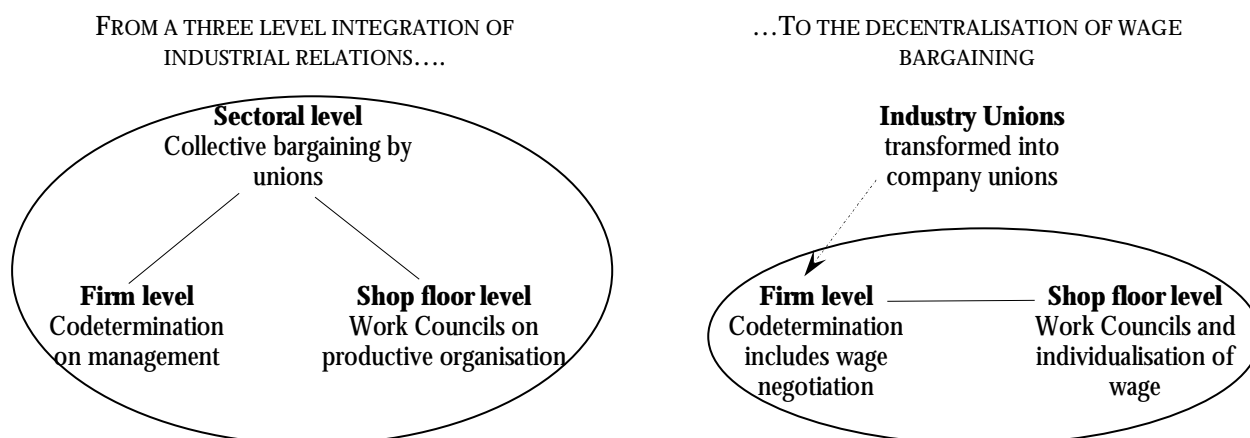 FROM A THREE LEVEL INTEGRATION OF
INDUSTRIAL RELATIONS….
Sectoral level
Collective bargaining by
unions
Firm level
Codetermination
on management
Shop floor level
Work Councils on
productive organisation
…TO THE DECENTRALISATION OF WAGE
BARGAINING
Industry Unions
transformed into
company unions
Firm level
Codetermination
includes wage
negotiation
Shop floor level
Work Councils and
individualisation of
wage